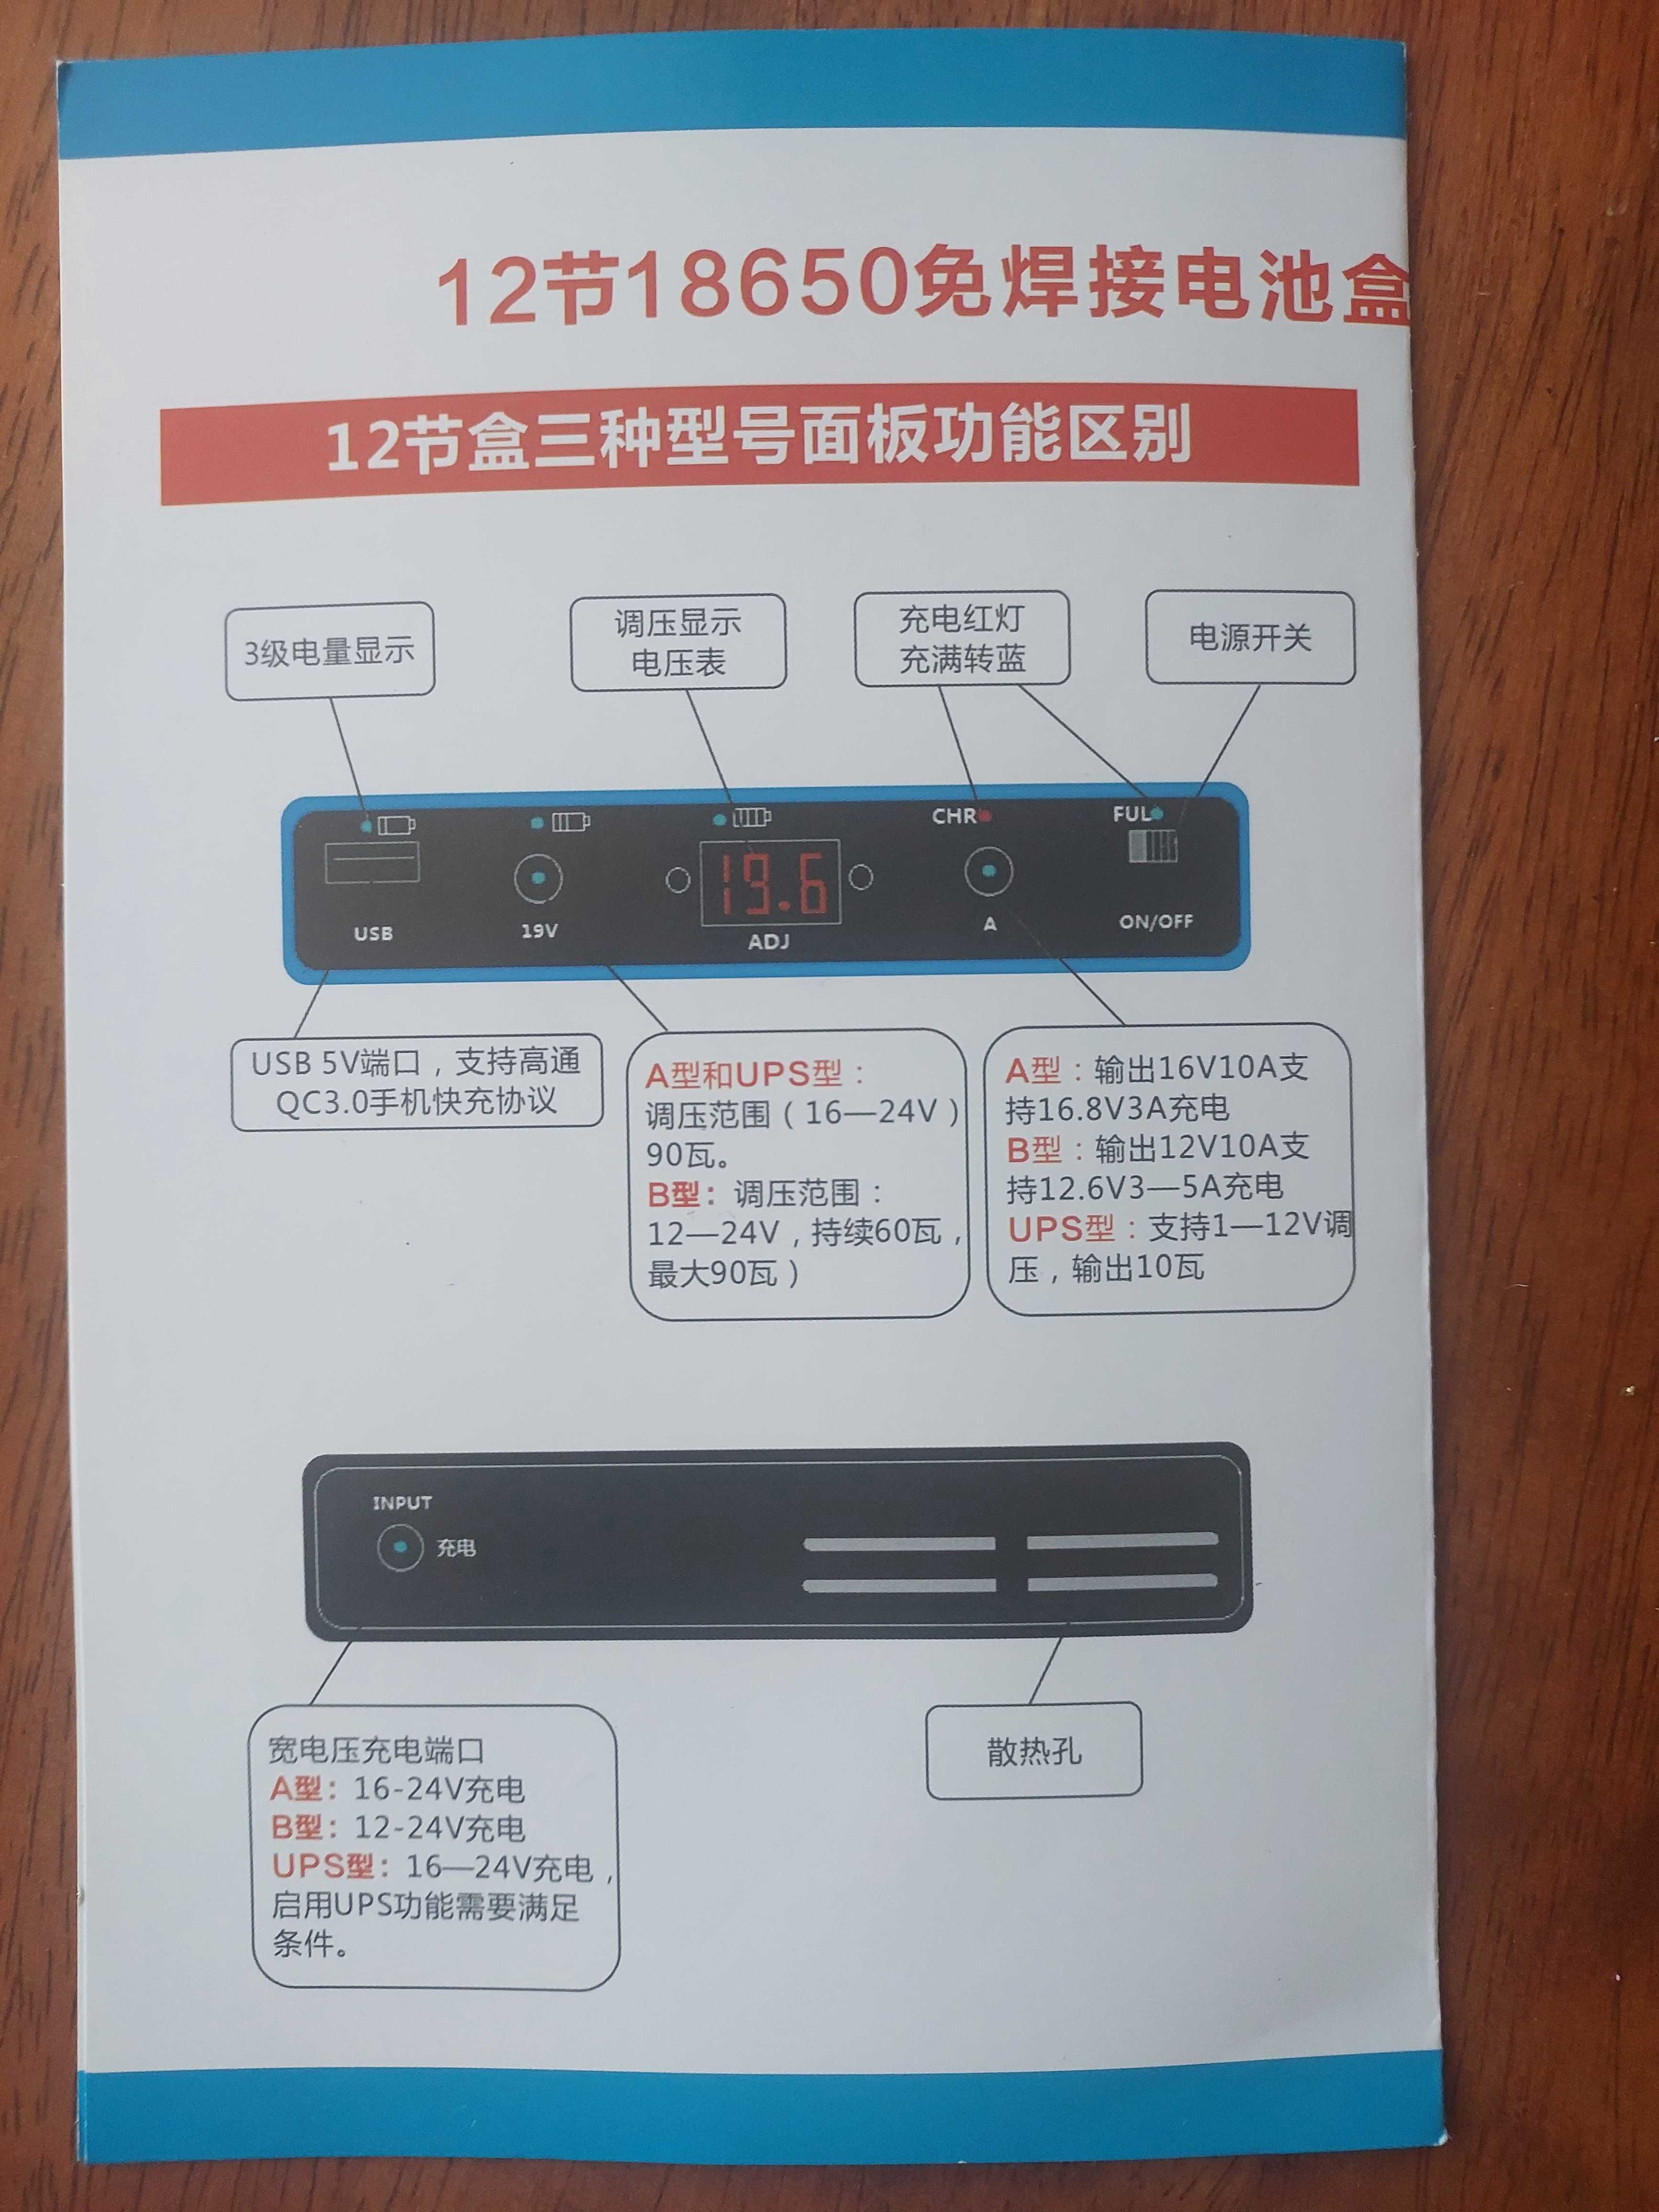 12节18650免焊接电池盒
12节盒三种型号面板功能区别
3级电量显示
调压显示
电压表
充电红灯
充满转蓝
电源开关
CHR
FUL
19.6
USB
19V
ADJ
A
ON/OFF
USB 5V端口，支持高通
QC3.0手机快充协议
A型和UPS型：
调压范围（16—24V）
90瓦。
B型：调压范围：
12—24V，持续60瓦，
最大90瓦）
A型：输出16V10A支
持16.8V3A充电
B型：输出12V10A支
持12.6V3—5A充电
UPS型：支持1—12V调
压，输出10瓦
INPUT
充电
宽电压充电端口
A型：16-24V充电
B型：12-24V充电
UPS型：16—24V充电，
启用UPS功能需要满足
条件。
散热孔